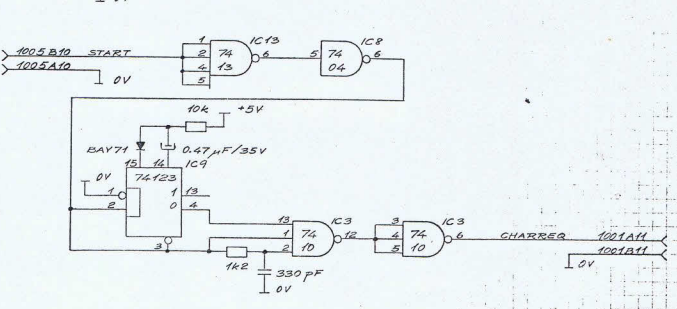 0V
IC13
IC8
1005B10 START
1
2
4
5
74
13
6
5
74
04
6
1005A10
0V
10k
+5V
BAY71
0.47µF/35V
15
14
IC9
0V
1
2
74123
1
13
0
4
3
13
1
2
74
10
IC3
12
3
4
5
74
10
IC3
6
CHARREQ
1001A11
1001B11
0V
1k2
330pF
0V